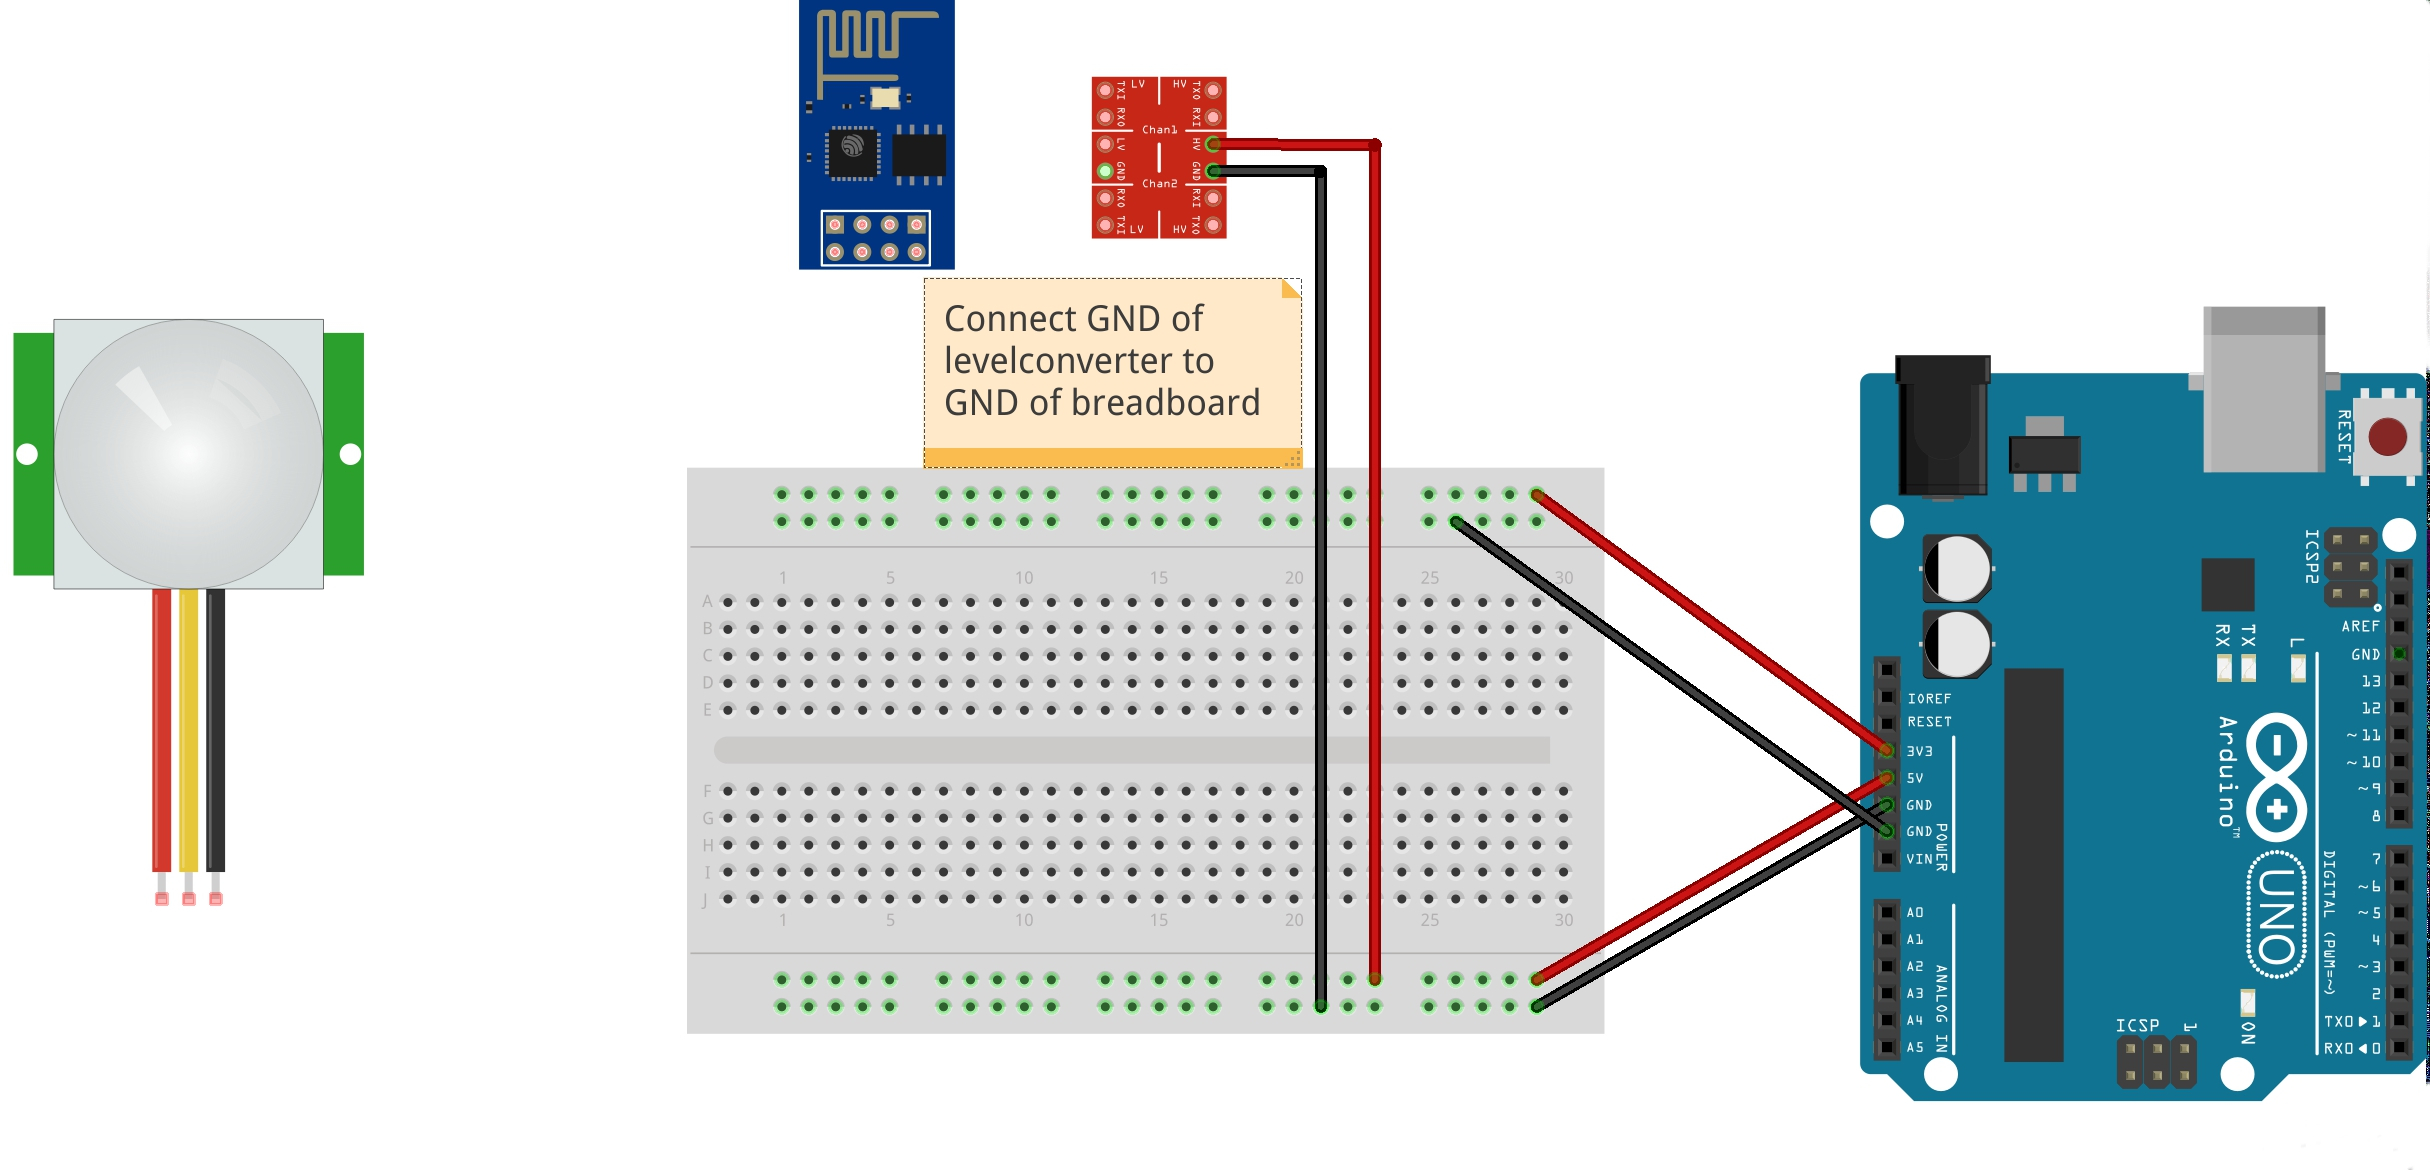 LV HV
TXI TXO
RXO RXI
Chan1
LV HV
GND GND
Chan2
RXO RXI
TXI TXO
LV HV
Connect GND of
levelconverter to
GND of breadboard
1 5 10 15 20 25 30
A
B
C
D
E
F
G
H
I
J
1 5 10 15 20 25 30
RESET
ICSP2
IOREF
RESET
3V3
5V
GND
GND
VIN
POWER
A0
A1
A2
A3
A4
A5
ANALOG IN
RX TX L
Arduino™
UNO
ON
ICSP 1
AREF
GND
13
12
~11
~10
~9
8
7
~6
~5
4
~3
2
TX0▶1
RX0◀0
DIGITAL (PWM=~)